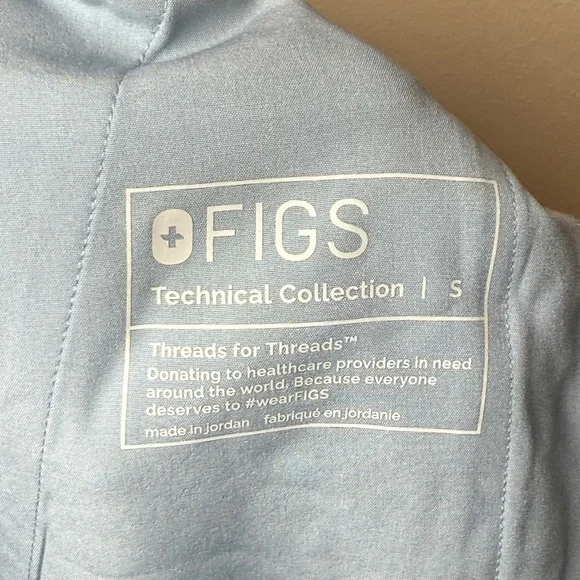 FIGS
Technical Collection | S
Threads for Threads™
Donating to healthcare providers in need
around the world. Because everyone
deserves to #wearFIGS
made in jordan fabriqué en jordanie